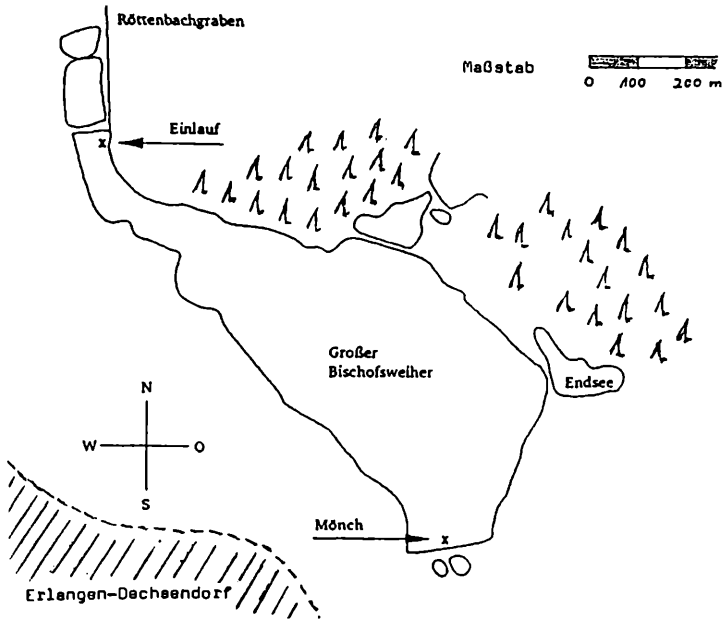 Röttenbachgraben
Maßstab
0 100 200 m
Einlauf
x
Großer
Bischofsweiher
Endsee
N
W O
S
Mönch
x
Erlangen-Dechsendorf